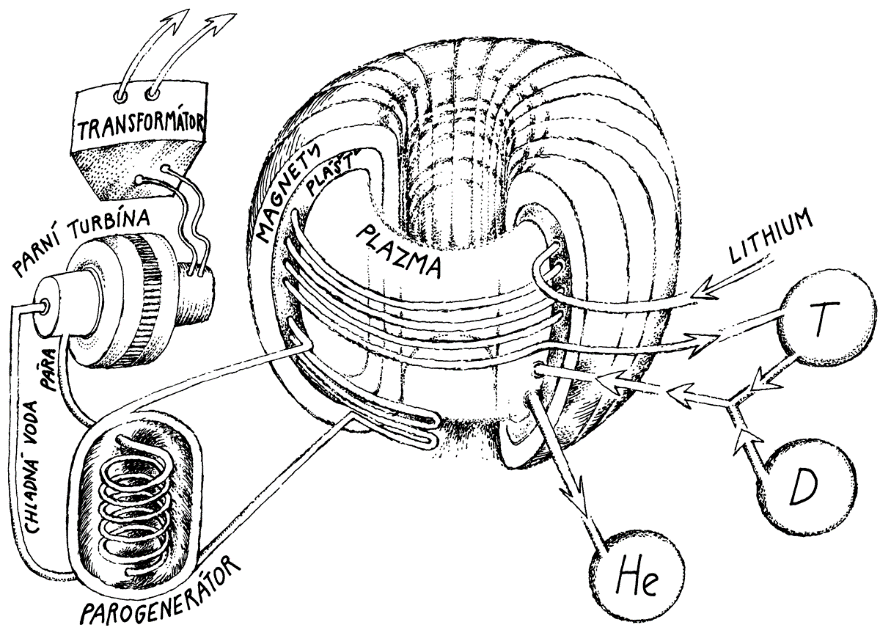 TRANSFORMÁTOR
PARNÍ TURBÍNA
MAGNETY
PLÁŠŤ
PLAZMA
LITHIUM
T
PÁRA
CHLADNÁ VODA
D
He
PAROGENERÁTOR